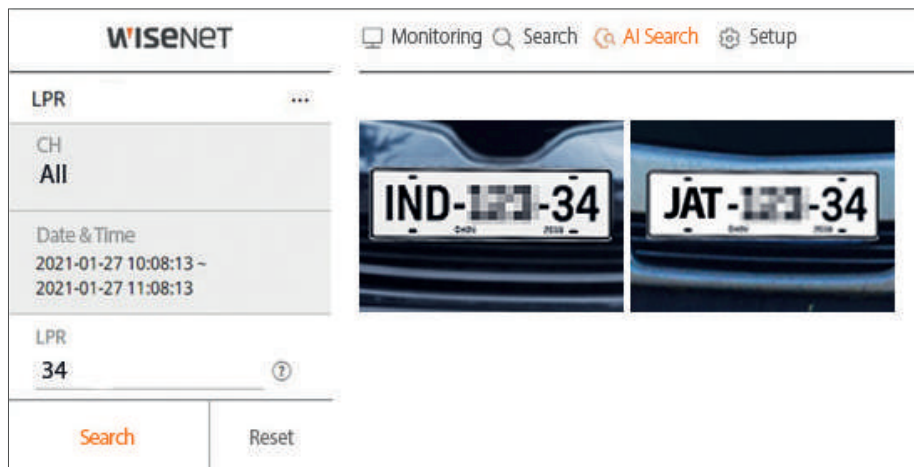 WISENET
Monitoring Search AI Search Setup
LPR ...
CH
All
Date & Time
2021-01-27 10:08:13 ~
2021-01-27 11:08:13
LPR
34 ?
Search Reset
IND- -34
JAT- -34